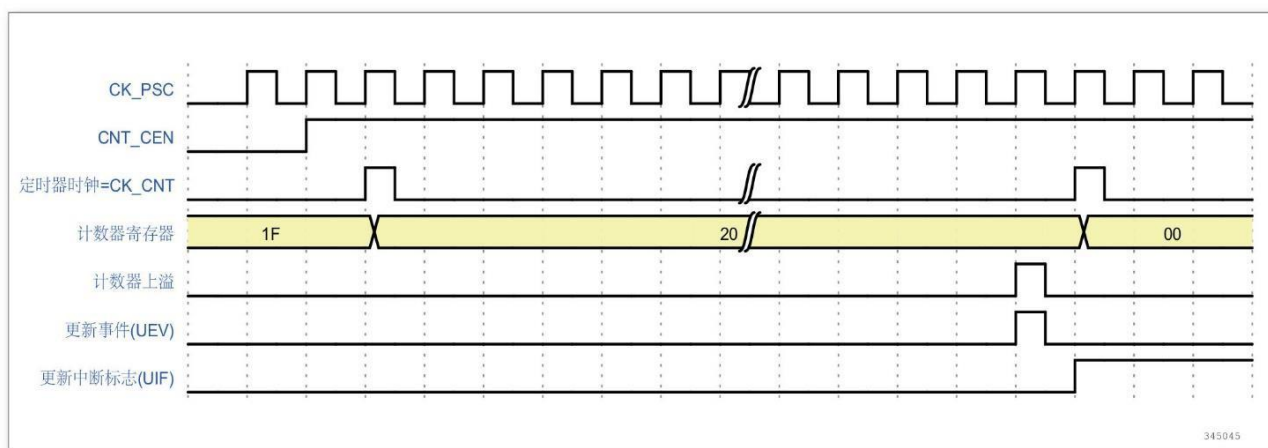 CK_PSC
CNT_CEN
定时器时钟=CK_CNT
计数器寄存器
1F
20
00
计数器上溢
更新事件(UEV)
更新中断标志(UIF)
345045